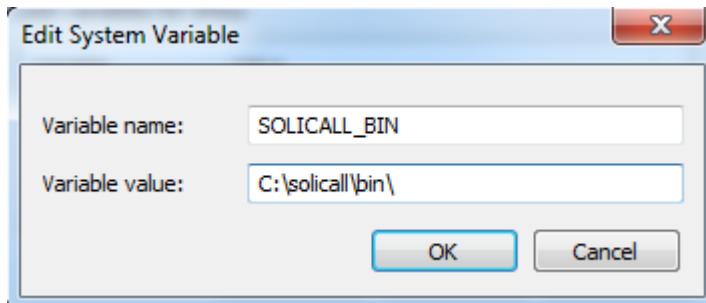 Edit System Variable
Variable name: SOLICALL_BIN
Variable value: C:\solicall\bin\
OK Cancel